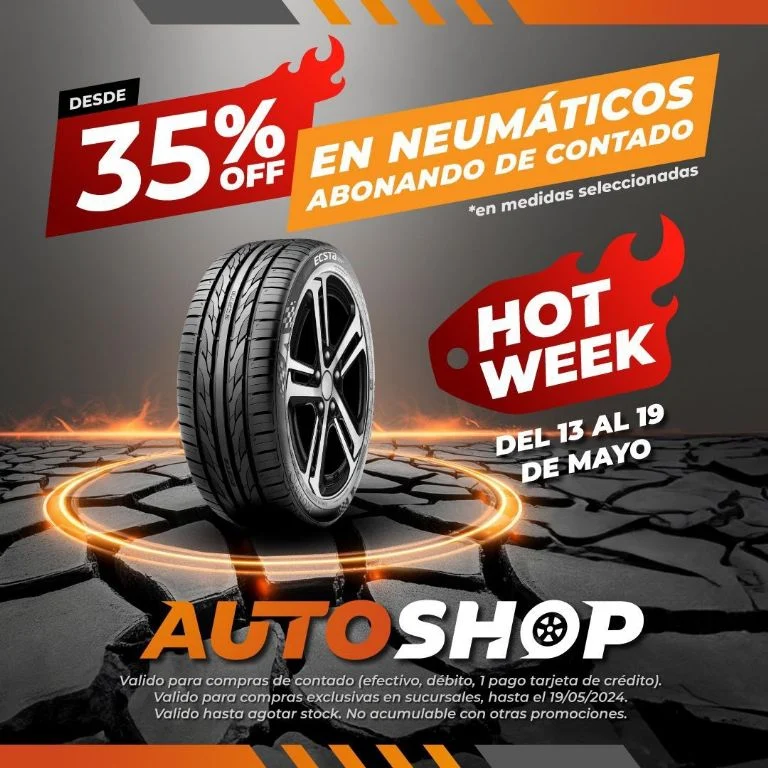 DESDE
35% OFF
EN NEUMÁTICOS
ABONANDO DE CONTADO
*en medidas seleccionadas
ECSTA
HOT
WEEK
DEL 13 AL 19
DE MAYO
AUTOSHOP
Valido para compras de contado (efectivo, débito, 1 pago tarjeta de crédito).
Valido para compras exclusivas en sucursales, hasta el 19/05/2024.
Valido hasta agotar stock. No acumulable con otras promociones.